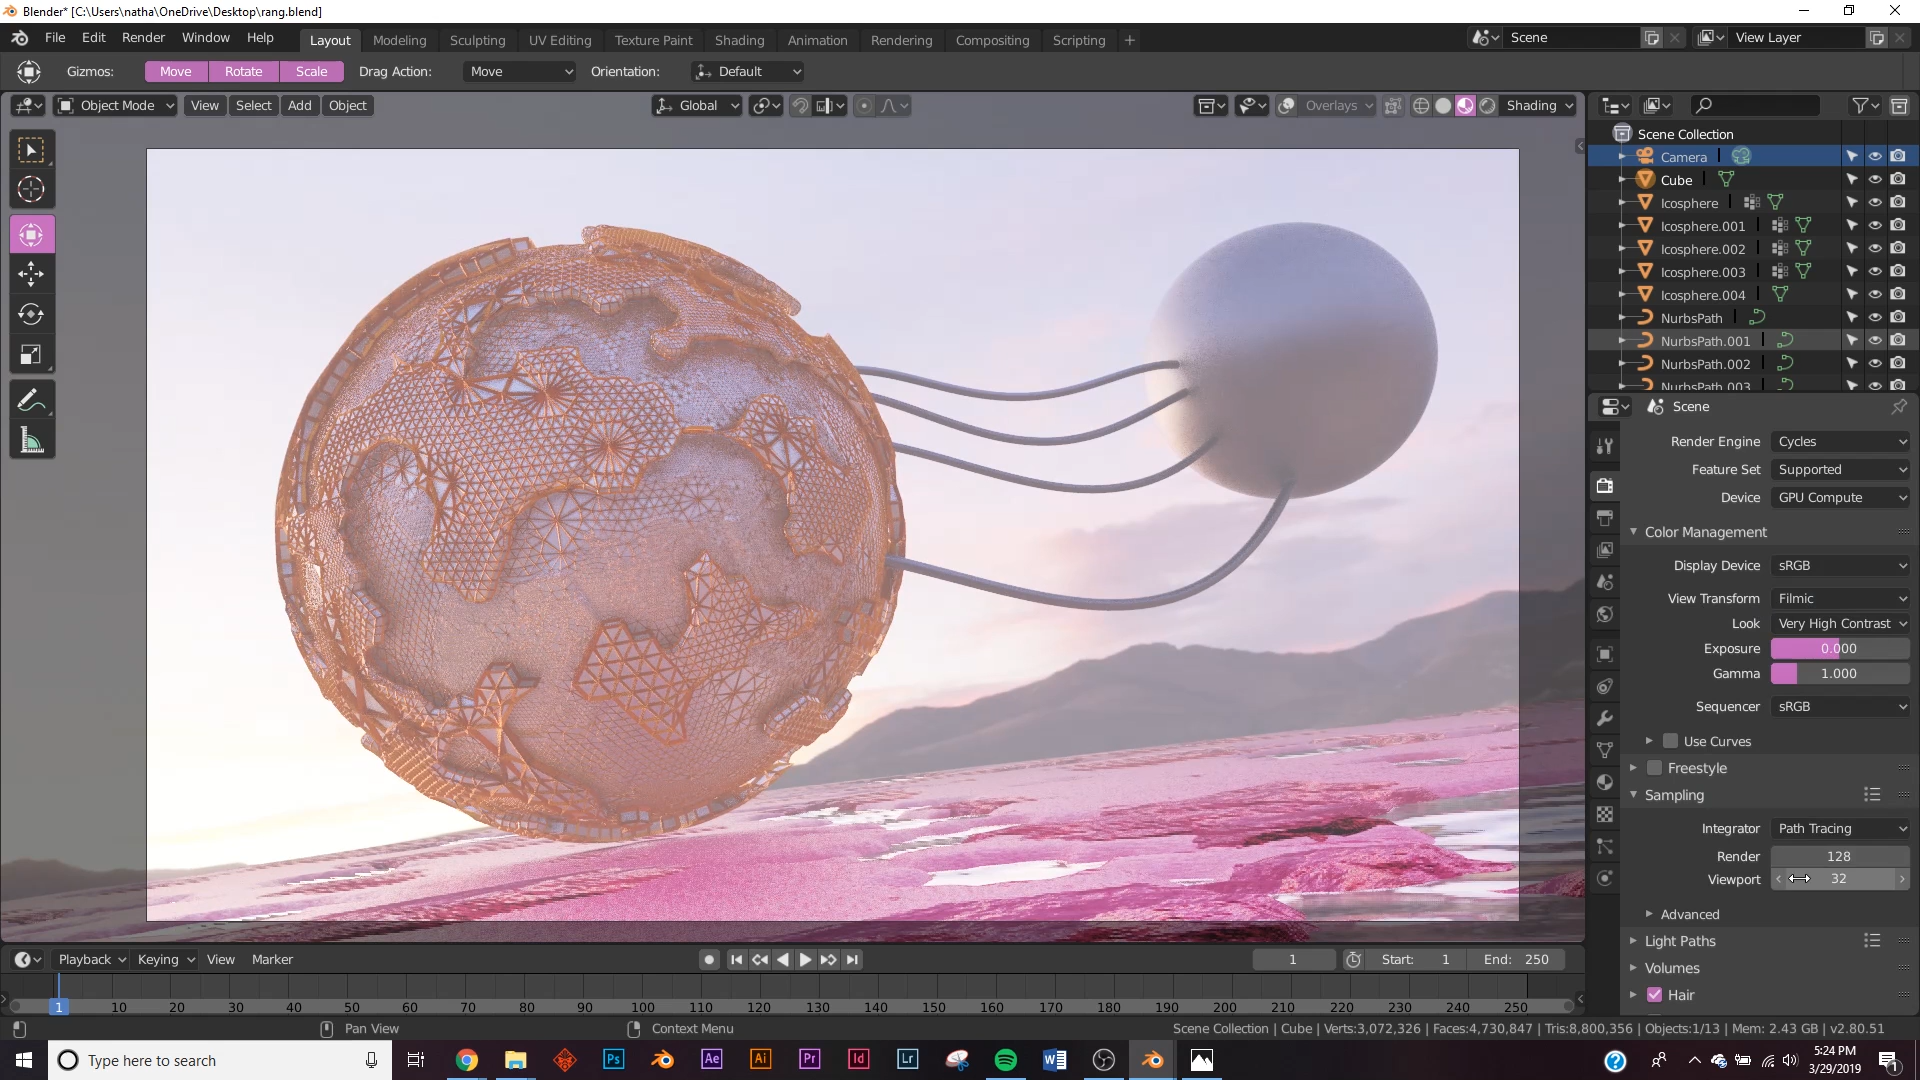 Blender* [C:\Users\natha\OneDrive\Desktop\rang.blend]
File Edit Render Window Help Layout Modeling Sculpting UV Editing Texture Paint Shading Animation Rendering Compositing Scripting + Scene View Layer
Gizmos: Move Rotate Scale Drag Action: Move Orientation: Default
Object Mode View Select Add Object Global Overlays Shading
Scene Collection
Camera
Cube
Icosphere
Icosphere.001
Icosphere.002
Icosphere.003
Icosphere.004
NurbsPath
NurbsPath.001
NurbsPath.002
NurbsPath.003
Scene
Render Engine Cycles
Feature Set Supported
Device GPU Compute
Color Management
Display Device sRGB
View Transform Filmic
Look Very High Contrast
Exposure 0.000
Gamma 1.000
Sequencer sRGB
Use Curves
Freestyle
Sampling
Integrator Path Tracing
Render 128
Viewport 32
Advanced
Light Paths
Volumes
Hair
Playback Keying View Marker 1 Start: 1 End: 250
1 10 20 30 40 50 60 70 80 90 100 110 120 130 140 150 160 170 180 190 200 210 220 230 240 250
Pan View Context Menu Scene Collection | Cube | Verts:3,072,326 | Faces:4,730,847 | Tris:8,800,356 | Objects:1/13 | Mem: 2.43 GB | v2.80.51
Type here to search Ps Ae Ai Pr Id Lr W ? 5:24 PM
3/29/2019 1